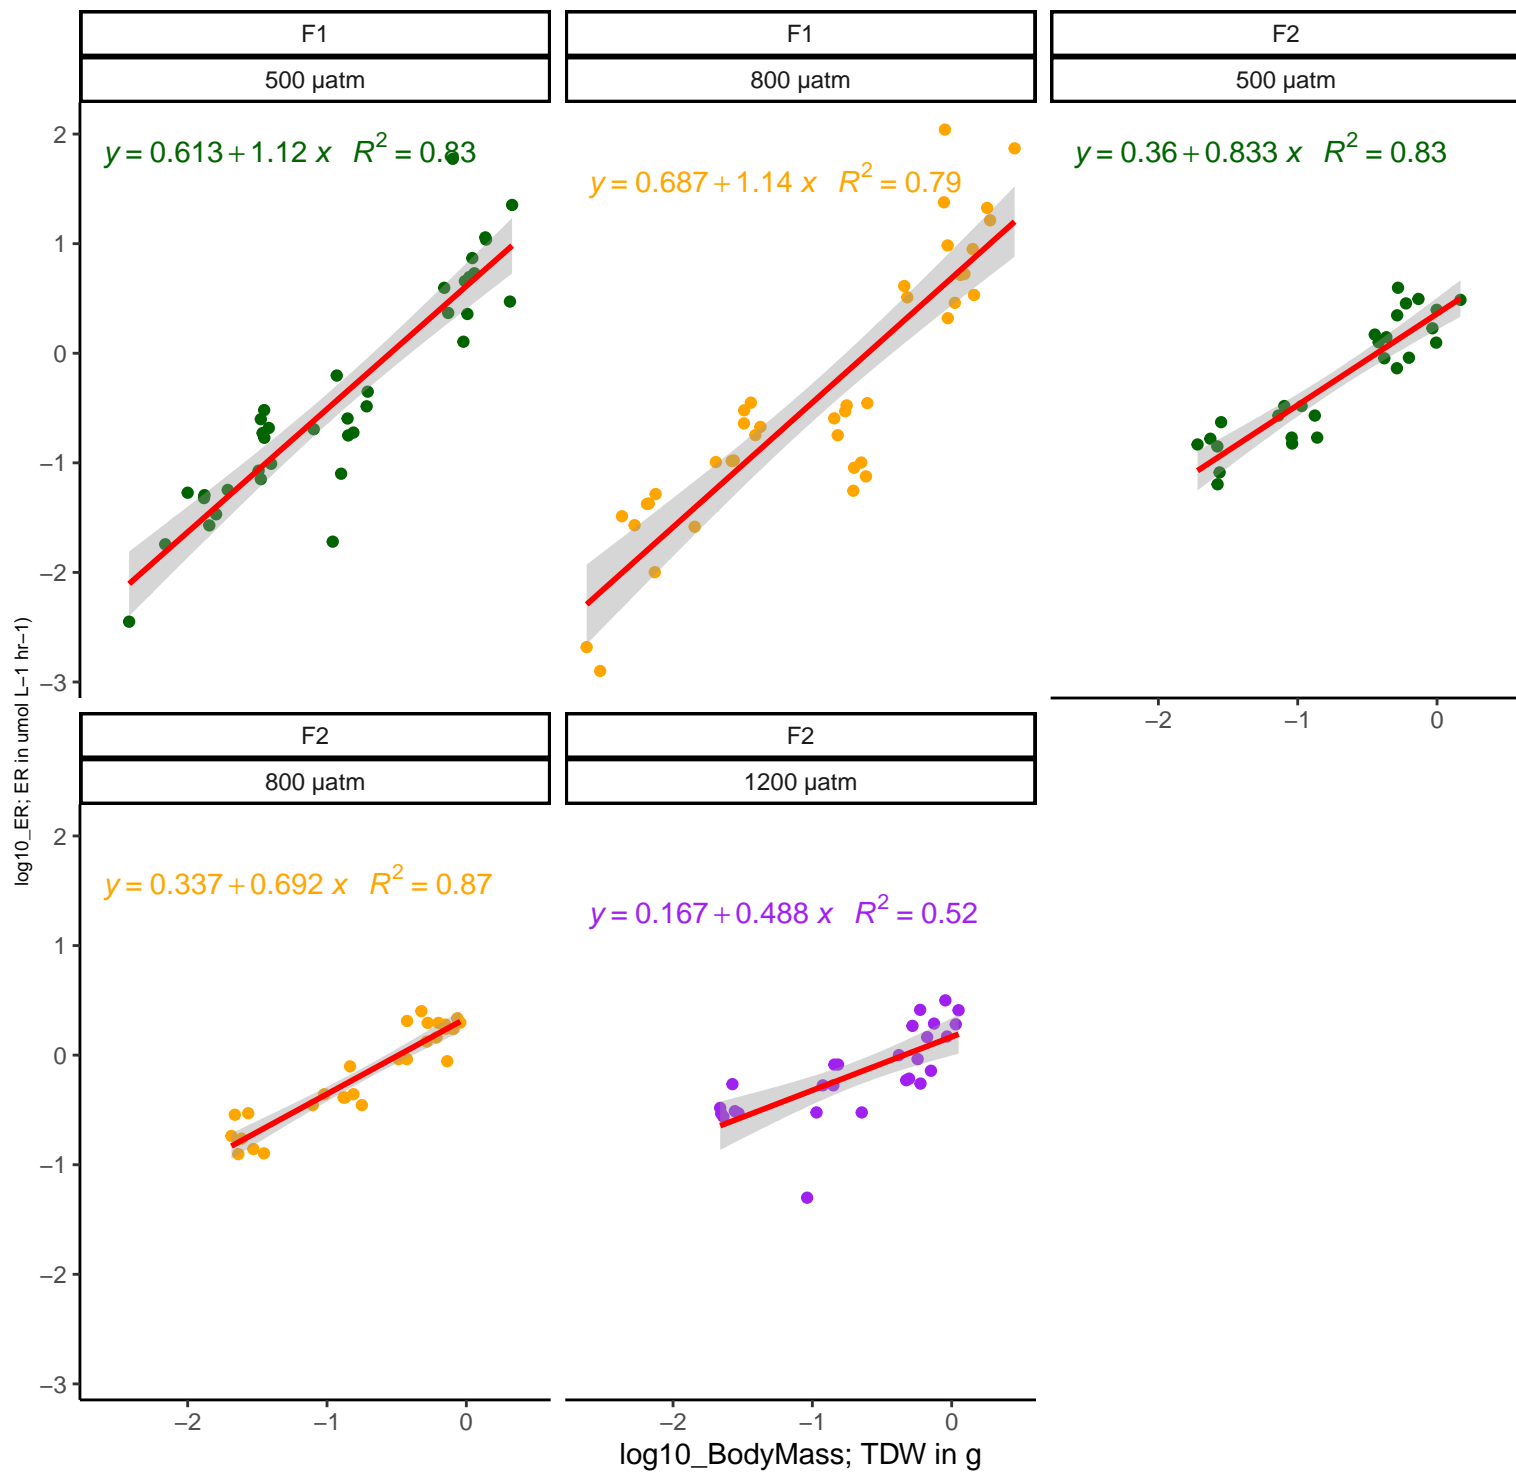 F1
500 µatm
F1
800 µatm
F2
500 µatm
y = 0.613 + 1.12 x R² = 0.83
y = 0.687 + 1.14 x R² = 0.79
y = 0.36 + 0.833 x R² = 0.83
2
1
0
−1
−2
−3
−2 −1 0
F2
800 µatm
F2
1200 µatm
y = 0.337 + 0.692 x R² = 0.87
y = 0.167 + 0.488 x R² = 0.52
2
1
0
−1
−2
−3
−2 −1 0
−2 −1 0
log10_BodyMass; TDW in g
log10_ER; ER in umol L−1 hr−1)